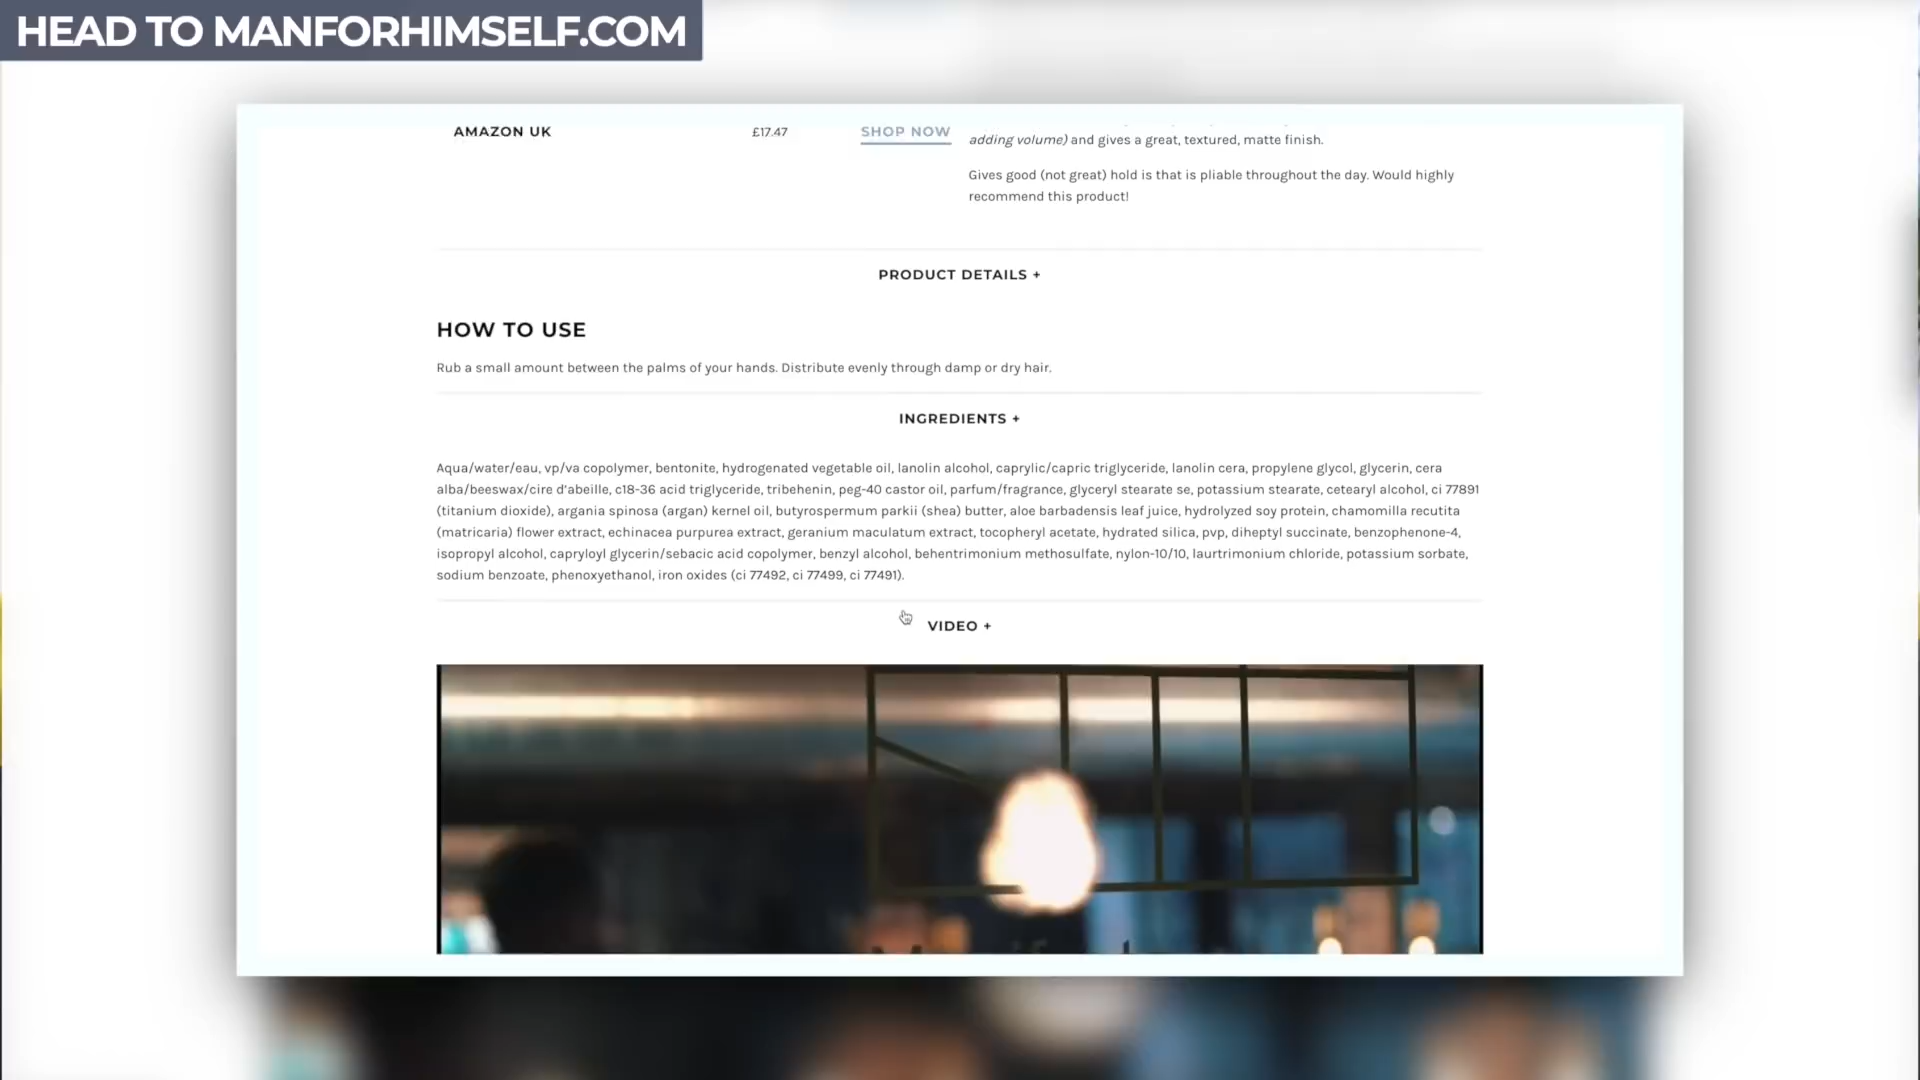 HEAD TO MANFORHIMSELF.COM
AMAZON UK £17.47 SHOP NOW
adding volume) and gives a great, textured, matte finish.
Gives good (not great) hold is that is pliable throughout the day. Would highly
recommend this product!
PRODUCT DETAILS +
HOW TO USE
Rub a small amount between the palms of your hands. Distribute evenly through damp or dry hair.
INGREDIENTS +
Aqua/water/eau, vp/va copolymer, bentonite, hydrogenated vegetable oil, lanolin alcohol, caprylic/capric triglyceride, lanolin cera, propylene glycol, glycerin, cera
alba/beeswax/cire d'abeille, c18-36 acid triglyceride, tribehenin, peg-40 castor oil, parfum/fragrance, glyceryl stearate se, potassium stearate, cetearyl alcohol, ci 77891
(titanium dioxide), argania spinosa (argan) kernel oil, butyrospermum parkii (shea) butter, aloe barbadensis leaf juice, hydrolyzed soy protein, chamomilla recutita
(matricaria) flower extract, echinacea purpurea extract, geranium maculatum extract, tocopheryl acetate, hydrated silica, pvp, diheptyl succinate, benzophenone-4,
isopropyl alcohol, capryloyl glycerin/sebacic acid copolymer, benzyl alcohol, behentrimonium methosulfate, nylon-10/10, laurtrimonium chloride, potassium sorbate,
sodium benzoate, phenoxyethanol, iron oxides (ci 77492, ci 77499, ci 77491).
VIDEO +